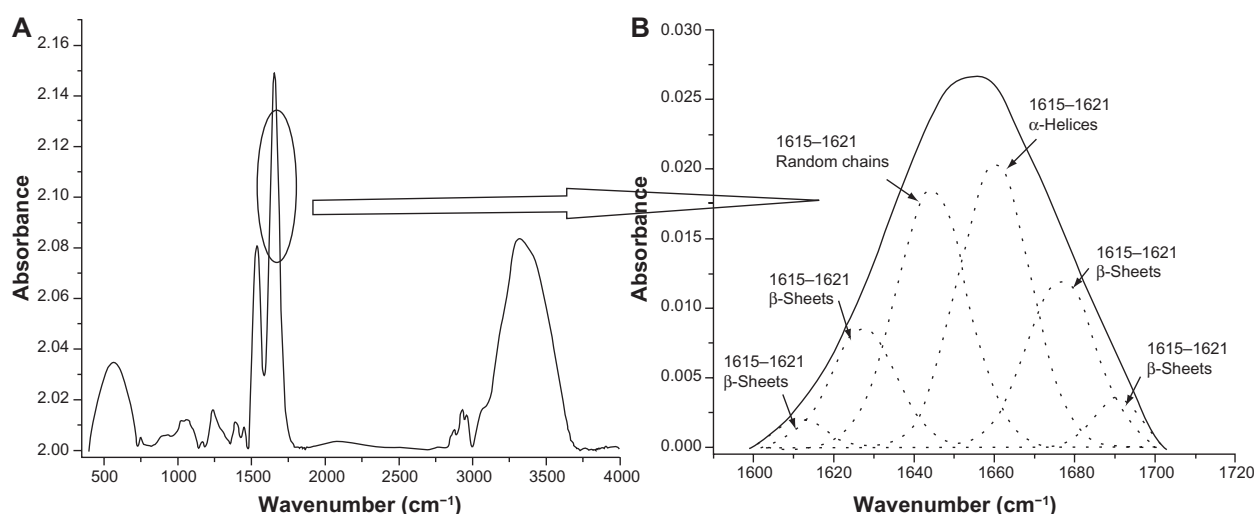 A
2.16
2.14
2.12
2.10
2.08
2.06
2.04
2.02
2.00
Absorbance
500 1000 1500 2000 2500 3000 3500 4000
Wavenumber (cm⁻¹)
B
0.030
0.025
0.020
0.015
0.010
0.005
0.000
Absorbance
1615–1621
α-Helices
1615–1621
Random chains
1615–1621
β-Sheets
1615–1621
β-Sheets
1615–1621
β-Sheets
1615–1621
β-Sheets
1600 1620 1640 1660 1680 1700 1720
Wavenumber (cm⁻¹)